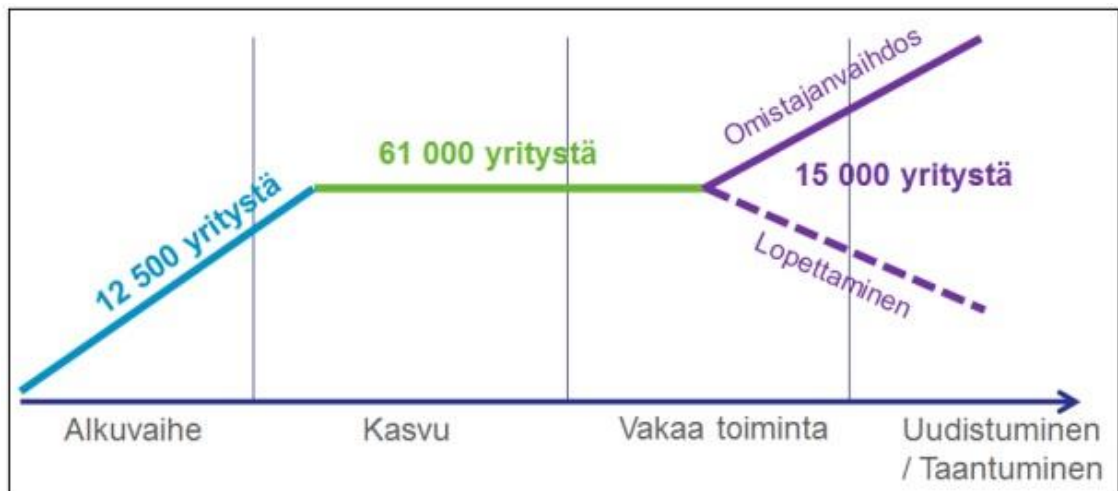 Omistajanvaihdos
61 000 yritystä
15 000 yritystä
12 500 yritystä
Lopettaminen
Alkuvaihe
Kasvu
Vakaa toiminta
Uudistuminen
/ Taantuminen